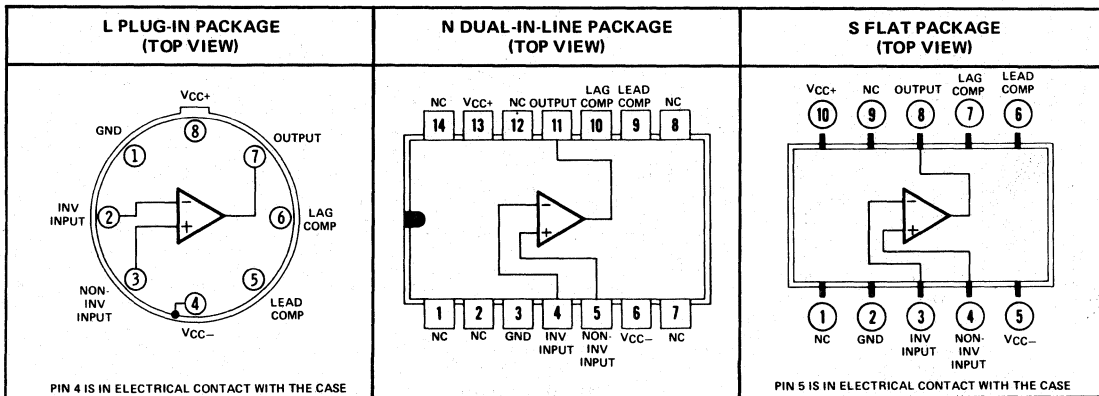 L PLUG-IN PACKAGE
(TOP VIEW)
VCC+
GND
8
OUTPUT
1
7
INV
INPUT
2
−
+
6
LAG
COMP
3
5
NON-
INV
INPUT
4
LEAD
COMP
VCC−
PIN 4 IS IN ELECTRICAL CONTACT WITH THE CASE
N DUAL-IN-LINE PACKAGE
(TOP VIEW)
NC VCC+ NC OUTPUT LAG COMP LEAD COMP NC
14 13 12 11 10 9 8
−
+
1 2 3 4 5 6 7
NC NC GND INV INPUT NON-INV INPUT VCC− NC
S FLAT PACKAGE
(TOP VIEW)
VCC+ NC OUTPUT LAG COMP LEAD COMP
10 9 8 7 6
−
+
1 2 3 4 5
NC GND INV INPUT NON-INV INPUT VCC−
PIN 5 IS IN ELECTRICAL CONTACT WITH THE CASE